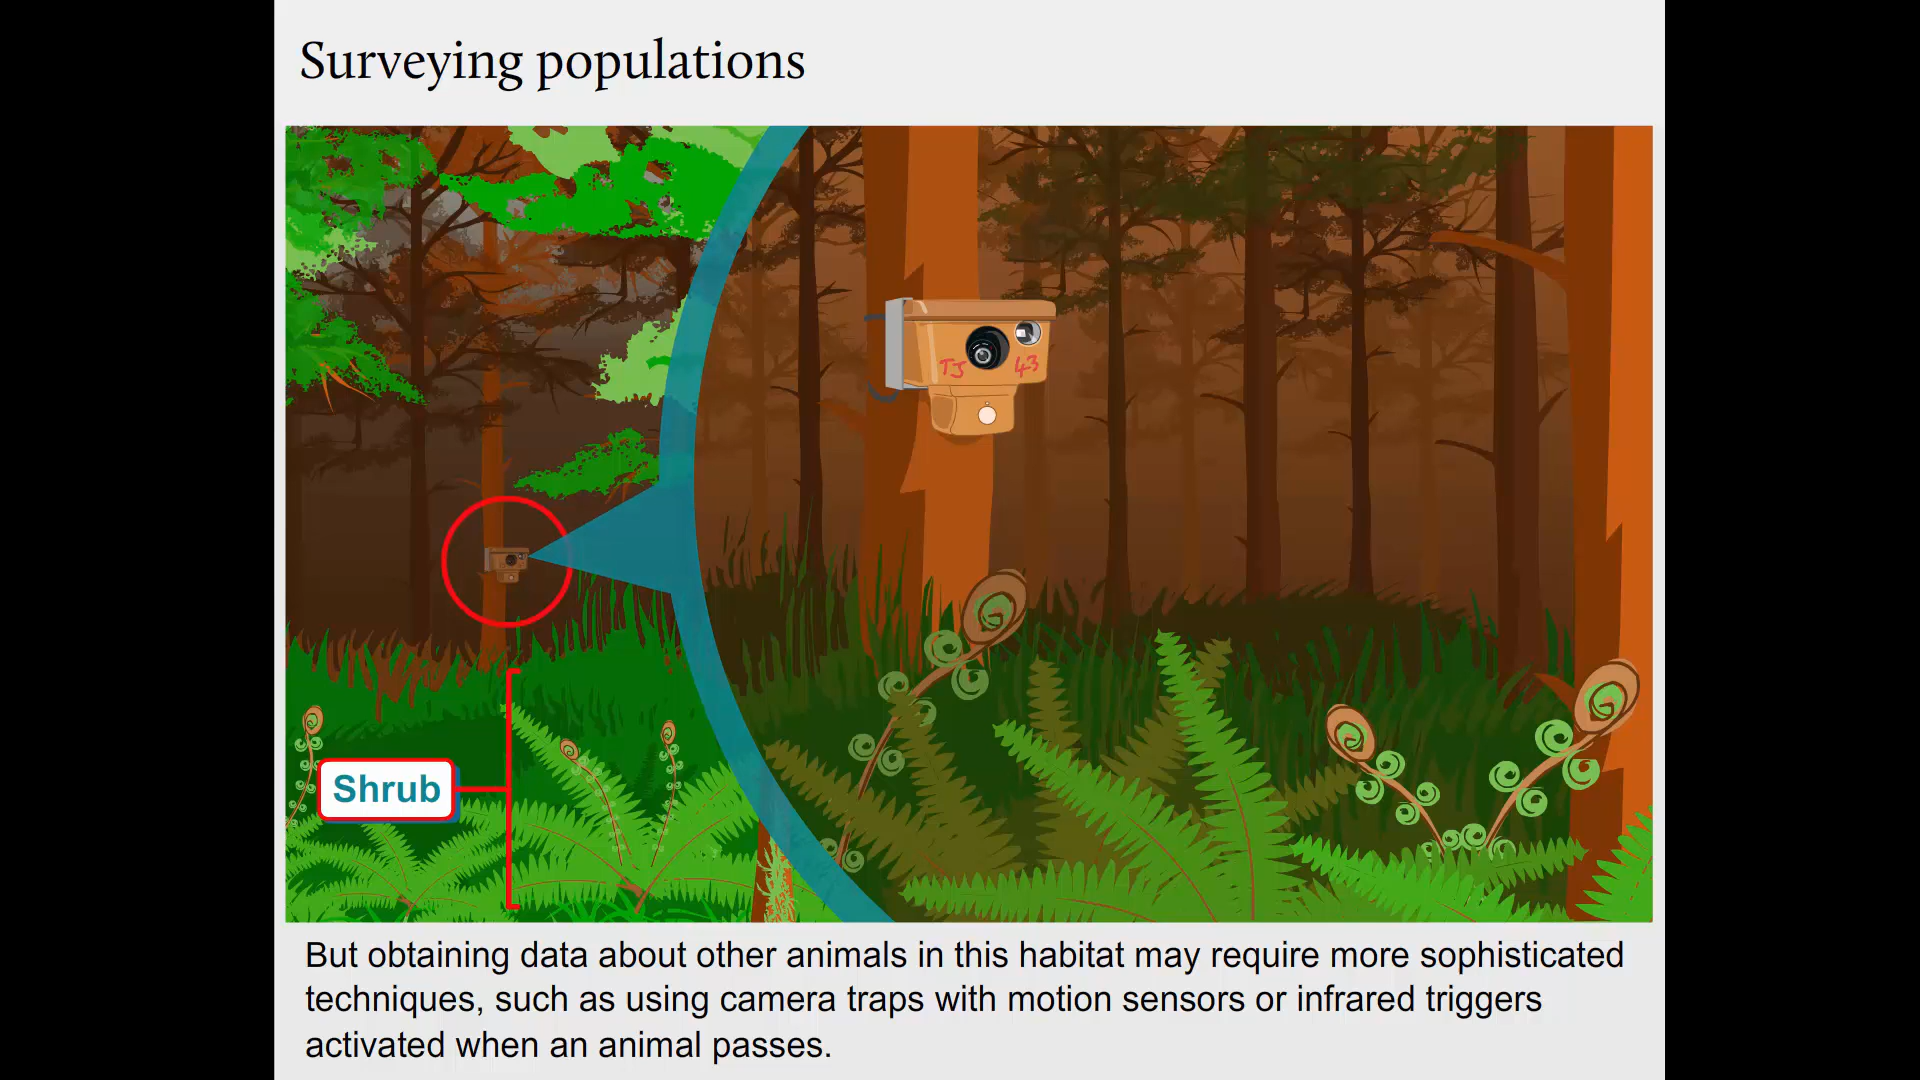 Surveying populations
TJ 43
Shrub
But obtaining data about other animals in this habitat may require more sophisticated
techniques, such as using camera traps with motion sensors or infrared triggers
activated when an animal passes.